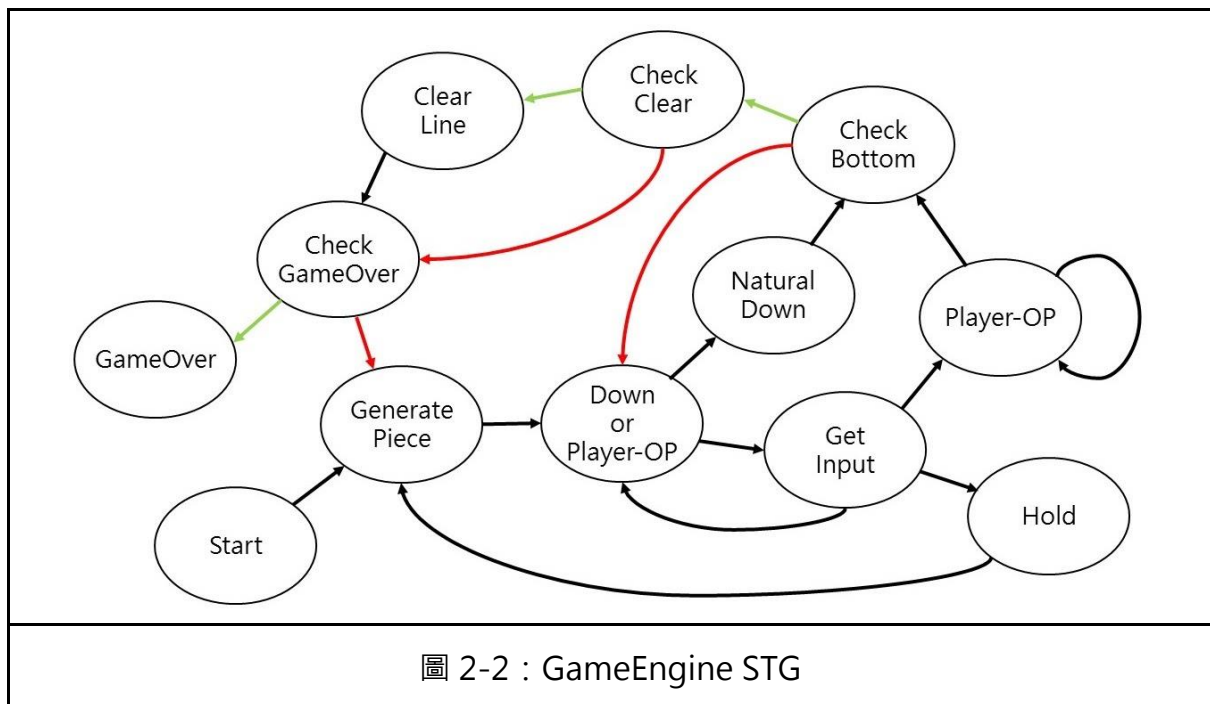 Check
Clear
Clear
Line
Check
Bottom
Check
GameOver
Natural
Down
Player-OP
GameOver
Generate
Piece
Down
or
Player-OP
Get
Input
Start
Hold
圖 2-2：GameEngine STG